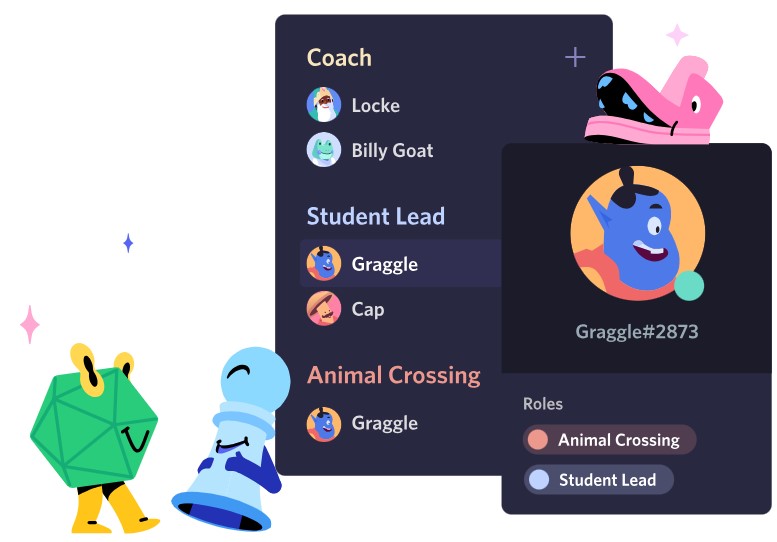 Coach
Locke
Billy Goat
Student Lead
Graggle
Cap
Animal Crossing
Graggle
Graggle#2873
Roles
Animal Crossing
Student Lead